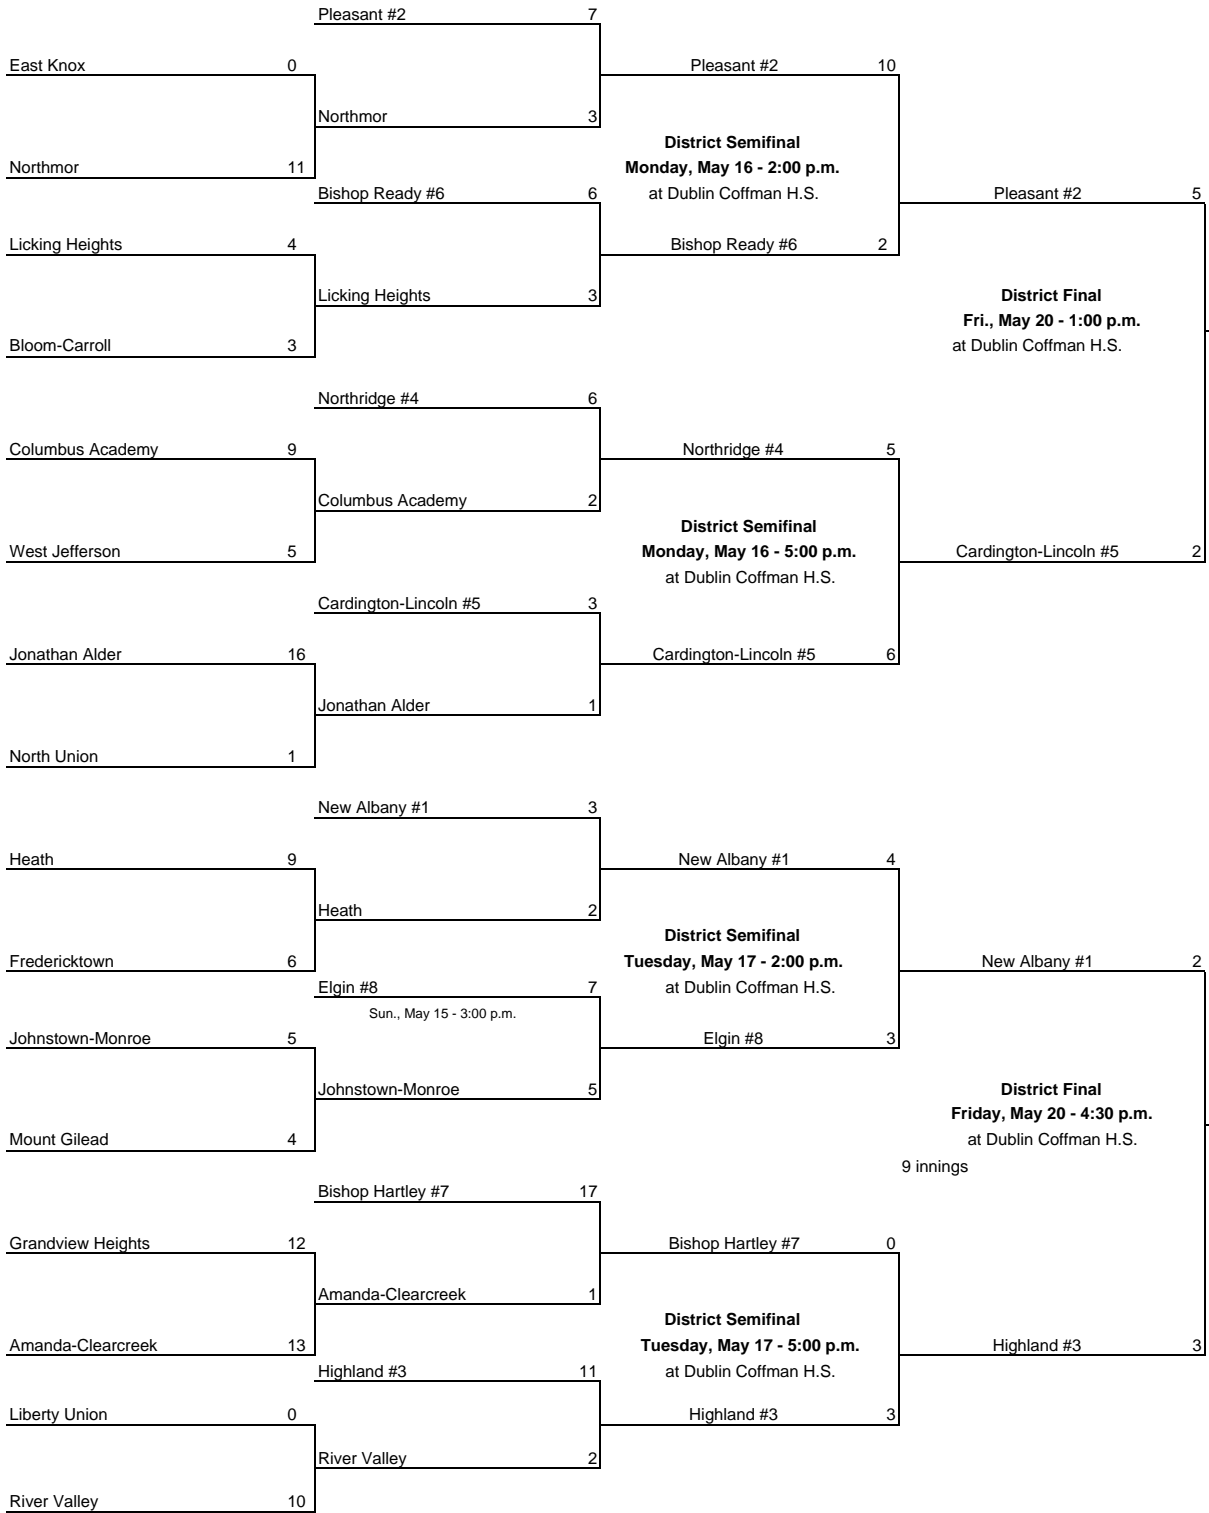 Pleasant #2 7
East Knox 0
Pleasant #2 10
Northmor 3
District Semifinal
Northmor 11
Monday, May 16 - 2:00 p.m.
Bishop Ready #6 6
at Dublin Coffman H.S.
Pleasant #2 5
Licking Heights 4
Bishop Ready #6 2
Licking Heights 3
District Final
Fri., May 20 - 1:00 p.m.
Bloom-Carroll 3
at Dublin Coffman H.S.
Northridge #4 6
Columbus Academy 9
Northridge #4 5
Columbus Academy 2
District Semifinal
West Jefferson 5
Monday, May 16 - 5:00 p.m.
Cardington-Lincoln #5 2
at Dublin Coffman H.S.
Cardington-Lincoln #5 3
Jonathan Alder 16
Cardington-Lincoln #5 6
Jonathan Alder 1
North Union 1
New Albany #1 3
Heath 9
New Albany #1 4
Heath 2
District Semifinal
Fredericktown 6
Tuesday, May 17 - 2:00 p.m.
New Albany #1 2
Elgin #8 7
at Dublin Coffman H.S.
Sun., May 15 - 3:00 p.m.
Johnstown-Monroe 5
Elgin #8 3
Johnstown-Monroe 5
District Final
Friday, May 20 - 4:30 p.m.
Mount Gilead 4
at Dublin Coffman H.S.
9 innings
Bishop Hartley #7 17
Grandview Heights 12
Bishop Hartley #7 0
Amanda-Clearcreek 1
District Semifinal
Amanda-Clearcreek 13
Tuesday, May 17 - 5:00 p.m.
Highland #3 3
Highland #3 11
at Dublin Coffman H.S.
Liberty Union 0
Highland #3 3
River Valley 2
River Valley 10